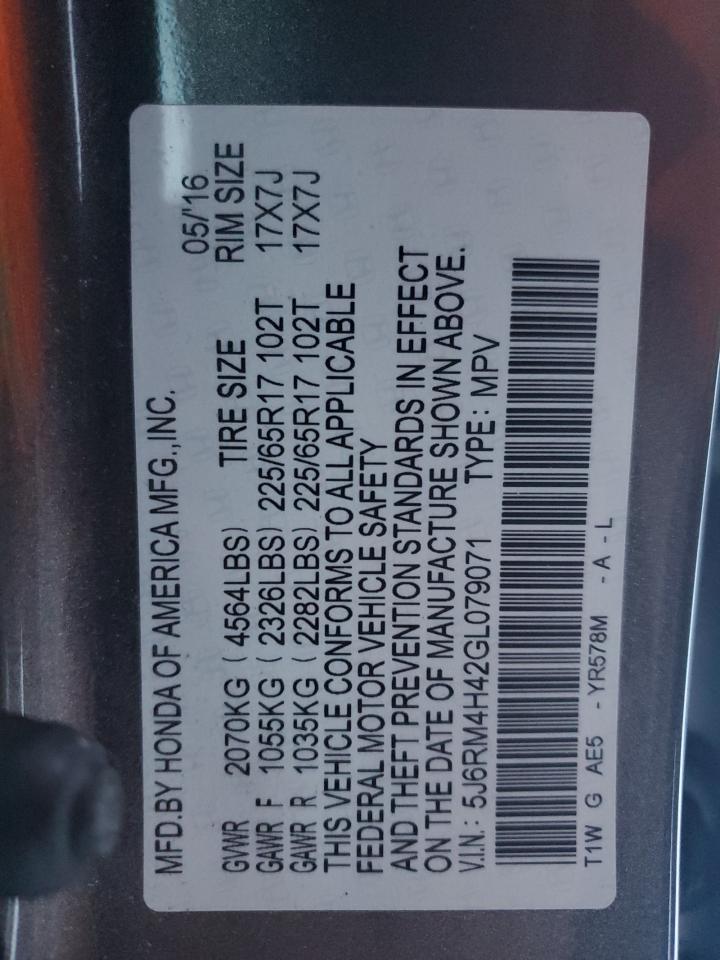 MFD.BY HONDA OF AMERICA MFG.,INC. 05/'16
GVWR 2070KG ( 4564LBS) TIRE SIZE RIM SIZE
GAWR F 1055KG ( 2326LBS) 225/65R17 102T 17X7J
GAWR R 1035KG ( 2282LBS) 225/65R17 102T 17X7J
THIS VEHICLE CONFORMS TO ALL APPLICABLE
FEDERAL MOTOR VEHICLE SAFETY
AND THEFT PREVENTION STANDARDS IN EFFECT
ON THE DATE OF MANUFACTURE SHOWN ABOVE.
V.I.N.: 5J6RM4H42GL079071 TYPE: MPV
T1W G AE5 - YR578M - A - L